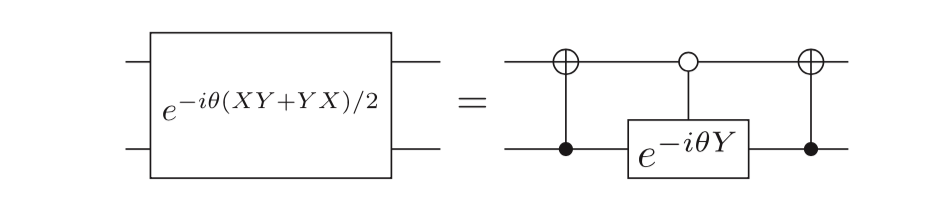 e^{-iθ(XY+YX)/2}
=
e^{-iθY}